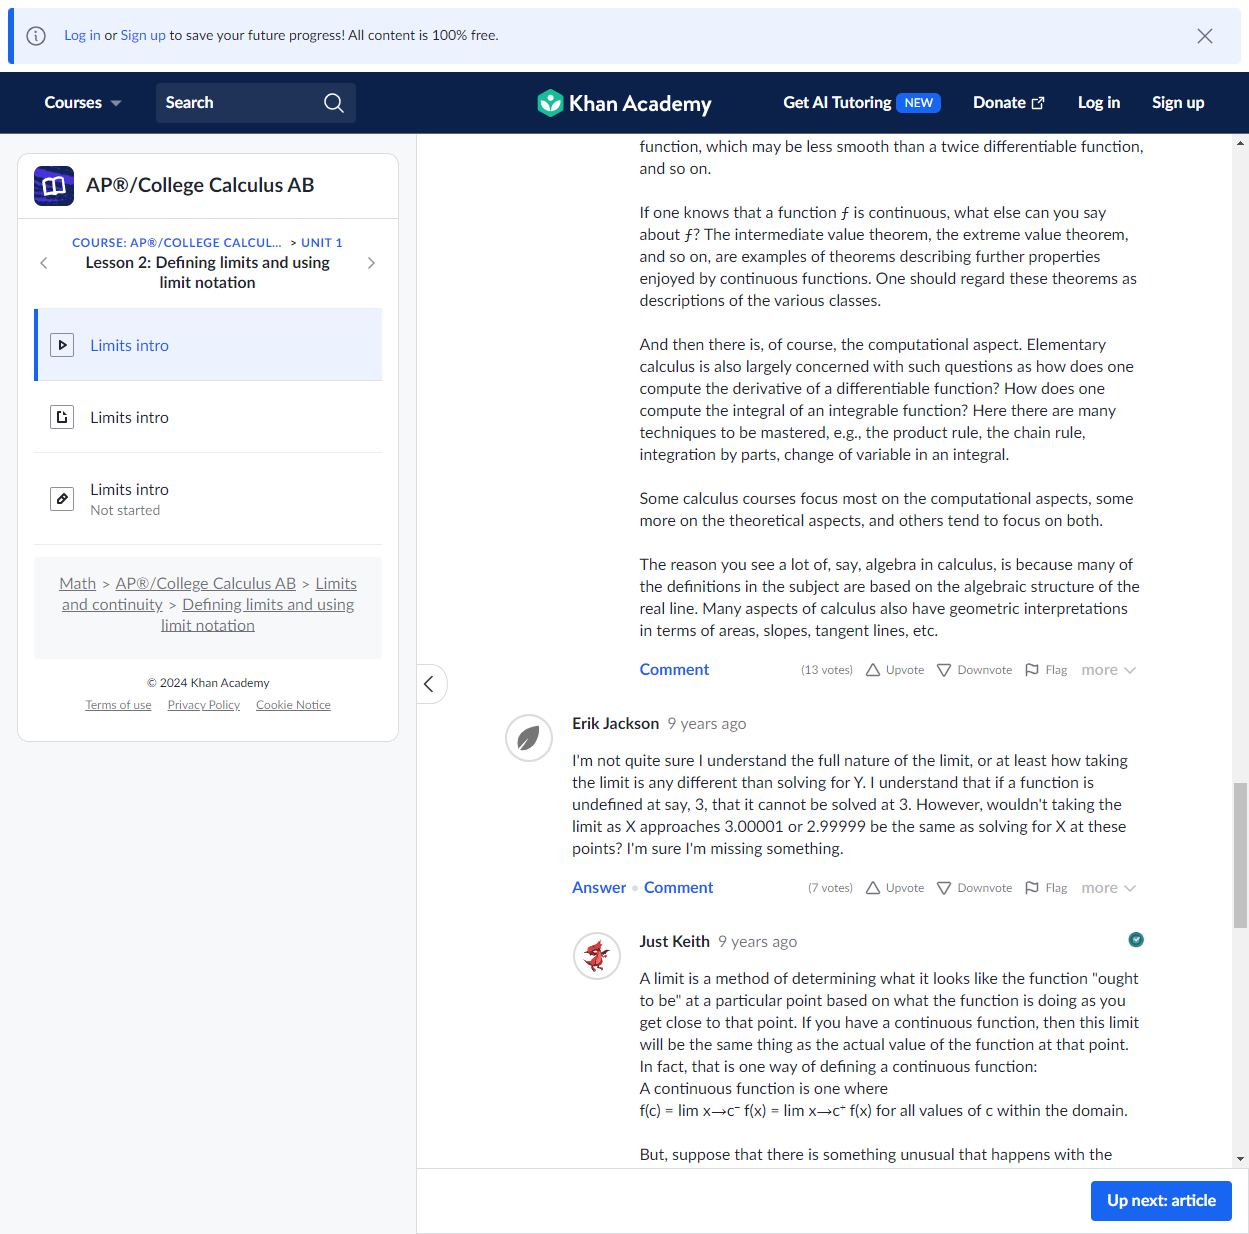 Log in or Sign up to save your future progress! All content is 100% free.
Courses
Search
Khan Academy
Get AI Tutoring NEW
Donate
Log in
Sign up
AP®/College Calculus AB
COURSE: AP®/COLLEGE CALCUL... > UNIT 1
Lesson 2: Defining limits and using
limit notation
Limits intro
Limits intro
Limits intro
Not started
Math > AP®/College Calculus AB > Limits
and continuity > Defining limits and using
limit notation
© 2024 Khan Academy
Terms of use Privacy Policy Cookie Notice
function, which may be less smooth than a twice differentiable function,
and so on.
If one knows that a function ƒ is continuous, what else can you say
about ƒ? The intermediate value theorem, the extreme value theorem,
and so on, are examples of theorems describing further properties
enjoyed by continuous functions. One should regard these theorems as
descriptions of the various classes.
And then there is, of course, the computational aspect. Elementary
calculus is also largely concerned with such questions as how does one
compute the derivative of a differentiable function? How does one
compute the integral of an integrable function? Here there are many
techniques to be mastered, e.g., the product rule, the chain rule,
integration by parts, change of variable in an integral.
Some calculus courses focus most on the computational aspects, some
more on the theoretical aspects, and others tend to focus on both.
The reason you see a lot of, say, algebra in calculus, is because many of
the definitions in the subject are based on the algebraic structure of the
real line. Many aspects of calculus also have geometric interpretations
in terms of areas, slopes, tangent lines, etc.
Comment (13 votes) Upvote Downvote Flag more
Erik Jackson 9 years ago
I'm not quite sure I understand the full nature of the limit, or at least how taking
the limit is any different than solving for Y. I understand that if a function is
undefined at say, 3, that it cannot be solved at 3. However, wouldn't taking the
limit as X approaches 3.00001 or 2.99999 be the same as solving for X at these
points? I'm sure I'm missing something.
Answer • Comment (7 votes) Upvote Downvote Flag more
Just Keith 9 years ago
A limit is a method of determining what it looks like the function "ought
to be" at a particular point based on what the function is doing as you
get close to that point. If you have a continuous function, then this limit
will be the same thing as the actual value of the function at that point.
In fact, that is one way of defining a continuous function:
A continuous function is one where
f(c) = lim x→c⁻ f(x) = lim x→c⁺ f(x) for all values of c within the domain.
But, suppose that there is something unusual that happens with the
Up next: article